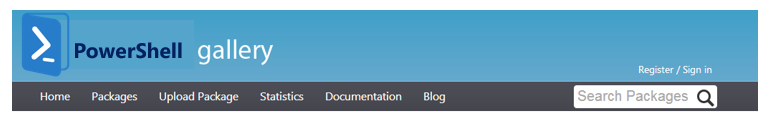 PowerShell gallery
Register / Sign in
Home Packages Upload Package Statistics Documentation Blog Search Packages